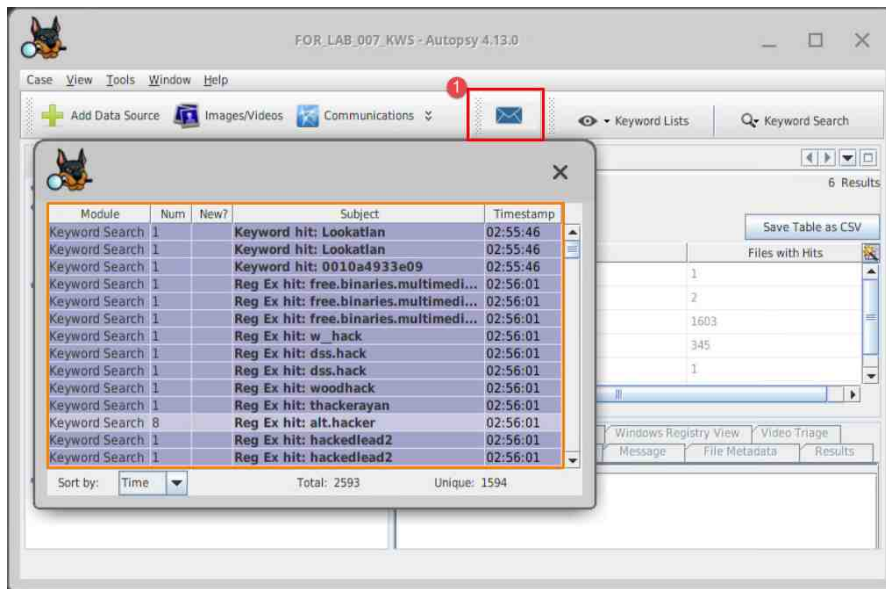 FOR_LAB_007_KWS - Autopsy 4.13.0
Case View Tools Window Help
1
Add Data Source Images/Videos Communications Keyword Lists Keyword Search
6 Results
Save Table as CSV
Module Num New? Subject Timestamp
Files with Hits
Keyword Search 1 Keyword hit: Lookatlan 02:55:46
Keyword Search 1 Keyword hit: Lookatlan 02:55:46
Keyword Search 1 Keyword hit: 0010a4933e09 02:55:46
Keyword Search 1 Reg Ex hit: free.binaries.multimedi... 02:56:01
Keyword Search 1 Reg Ex hit: free.binaries.multimedi... 02:56:01
Keyword Search 1 Reg Ex hit: free.binaries.multimedi... 02:56:01
Keyword Search 1 Reg Ex hit: w__hack 02:56:01
Keyword Search 1 Reg Ex hit: dss.hack 02:56:01
Keyword Search 1 Reg Ex hit: dss.hack 02:56:01
Keyword Search 1 Reg Ex hit: woodhack 02:56:01
Keyword Search 1 Reg Ex hit: thackerayan 02:56:01
Keyword Search 8 Reg Ex hit: alt.hacker 02:56:01
Keyword Search 1 Reg Ex hit: hackedlead2 02:56:01
Keyword Search 1 Reg Ex hit: hackedlead2 02:56:01
1
2
1603
345
1
Windows Registry View Video Triage
Message File Metadata Results
Sort by: Time Total: 2593 Unique: 1594